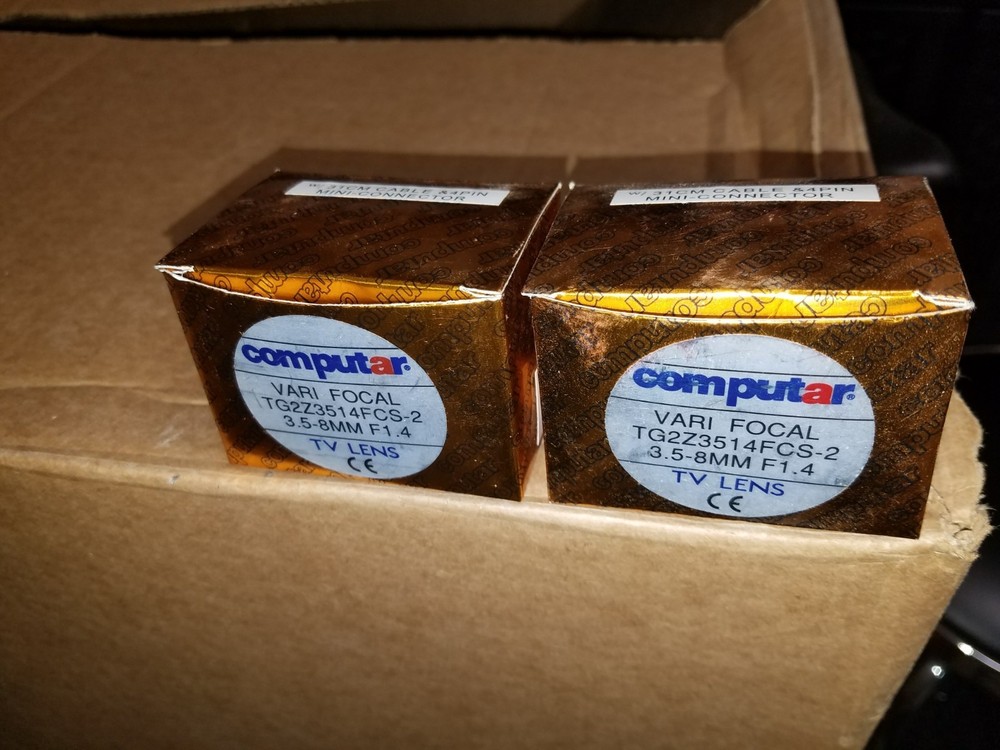 w/ 31CM CABLE &4PIN
MINI-CONNECTOR
computar®
VARI FOCAL
TG2Z3514FCS-2
3.5-8MM F1.4
TV LENS
CE
w/ 31CM CABLE &4PIN
MINI-CONNECTOR
computar®
VARI FOCAL
TG2Z3514FCS-2
3.5-8MM F1.4
TV LENS
CE